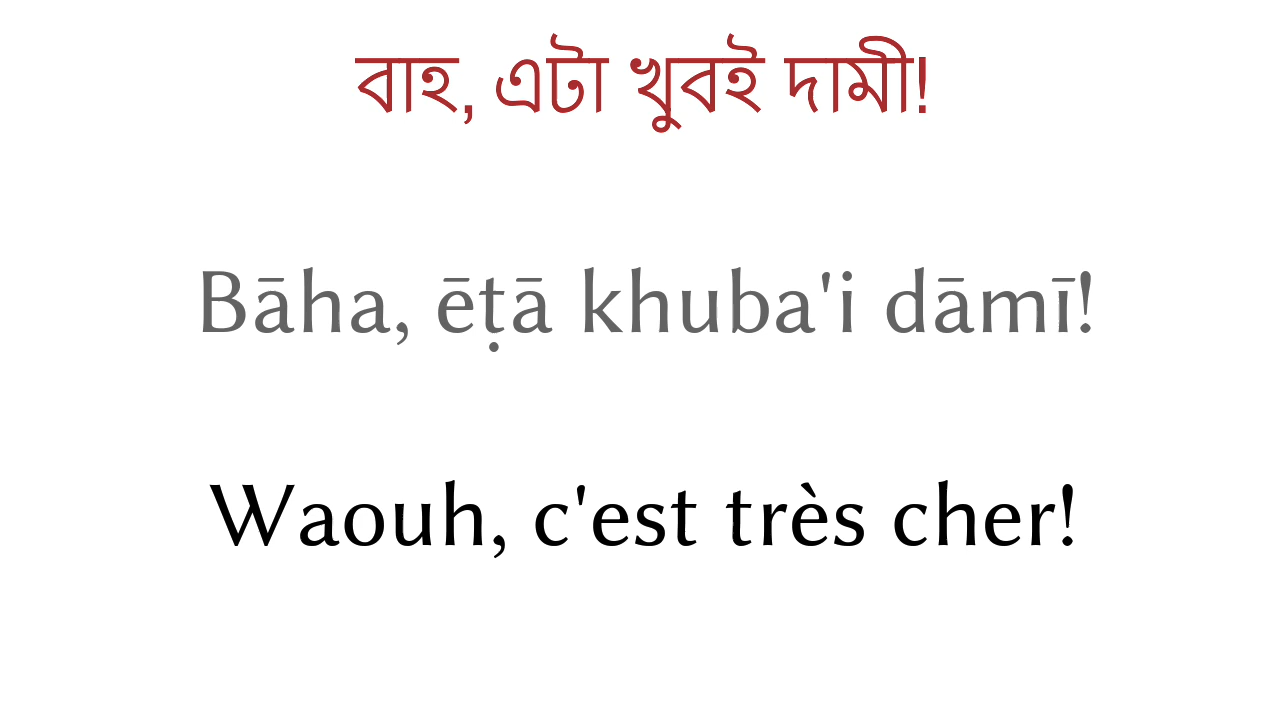 বাহ, এটা খুবই দামী!
Bāha, ēṭā khuba'i dāmī!
Waouh, c'est très cher!